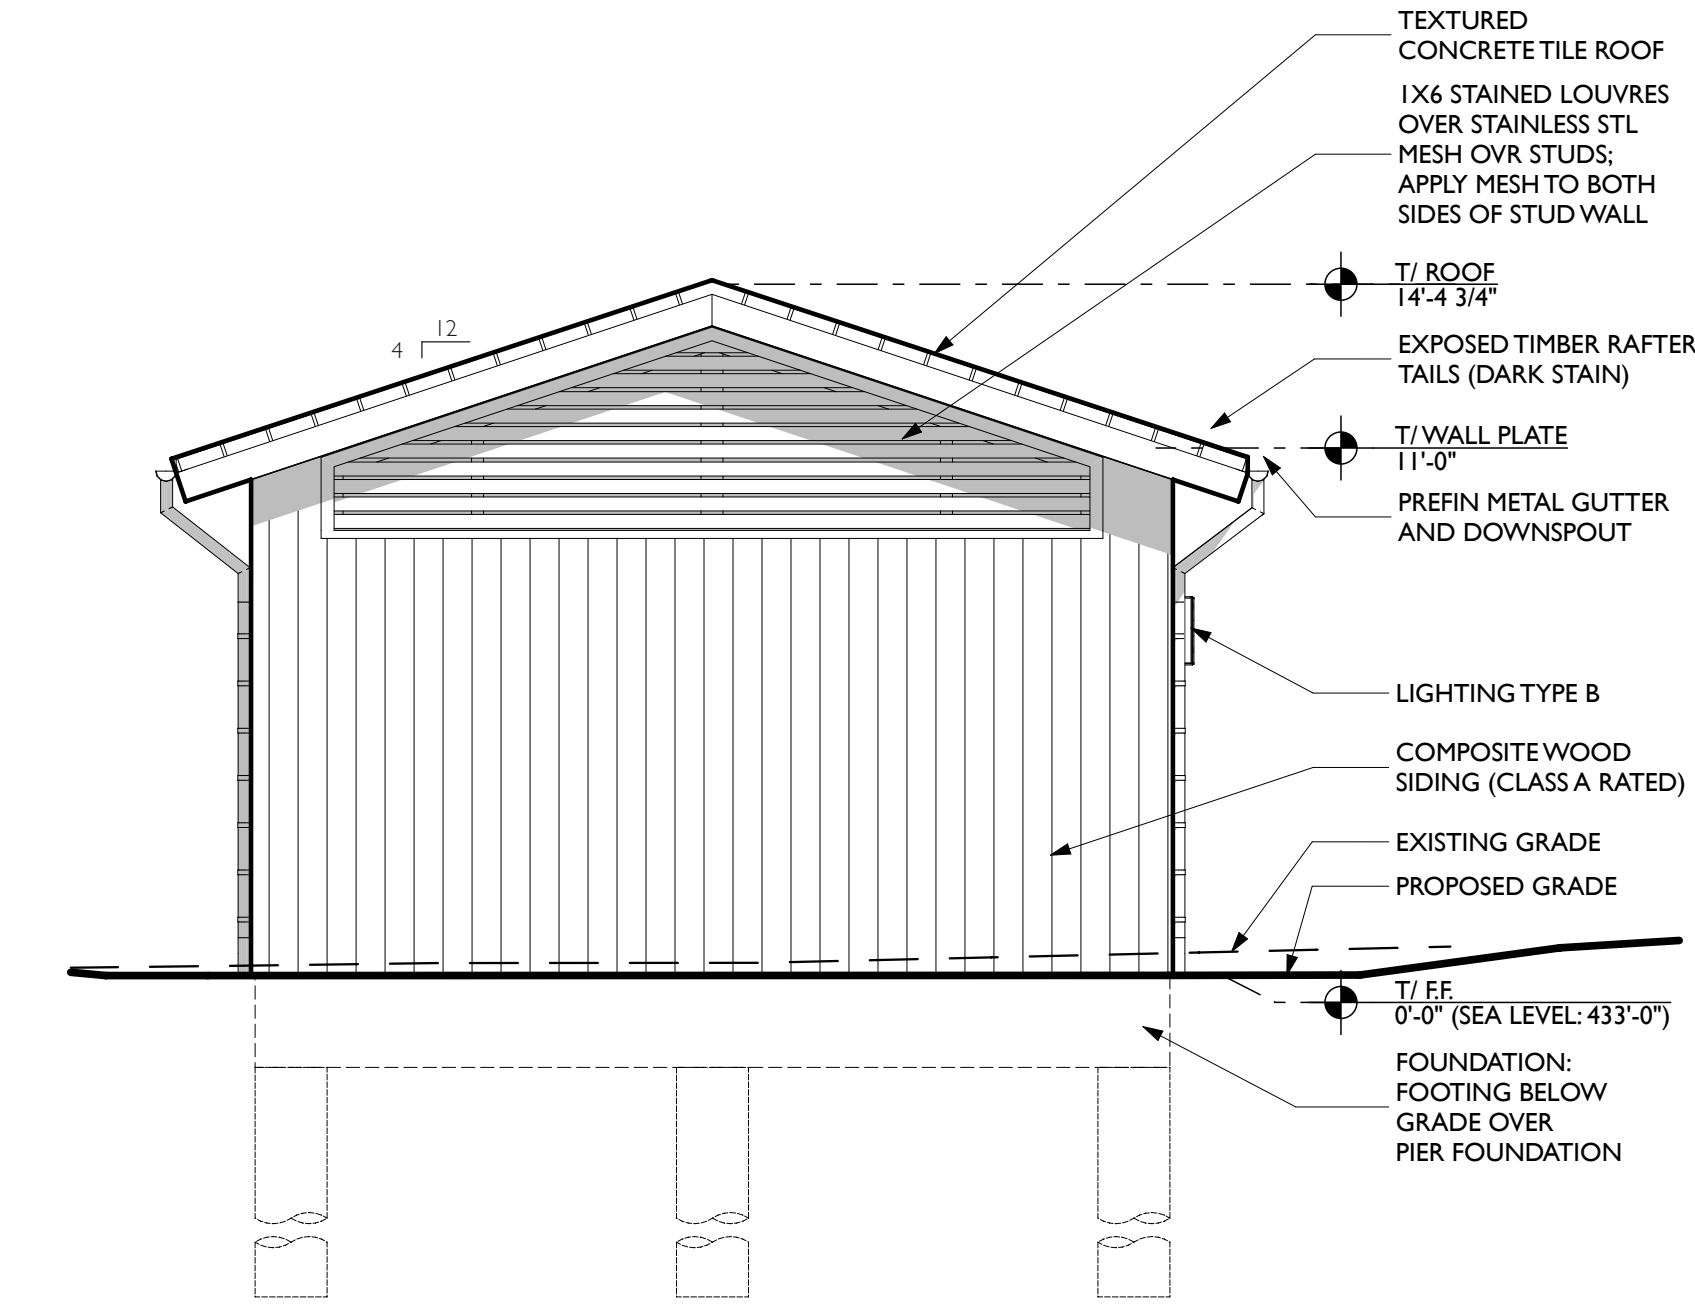 TEXTURED
CONCRETE TILE ROOF
1X6 STAINED LOUVRES
OVER STAINLESS STL
MESH OVR STUDS;
APPLY MESH TO BOTH
SIDES OF STUD WALL
T/ ROOF
14'-4 3/4"
12
4
EXPOSED TIMBER RAFTER
TAILS (DARK STAIN)
T/ WALL PLATE
11'-0"
PREFIN METAL GUTTER
AND DOWNSPOUT
LIGHTING TYPE B
COMPOSITE WOOD
SIDING (CLASS A RATED)
EXISTING GRADE
PROPOSED GRADE
T/ F.F.
0'-0" (SEA LEVEL: 433'-0")
FOUNDATION:
FOOTING BELOW
GRADE OVER
PIER FOUNDATION